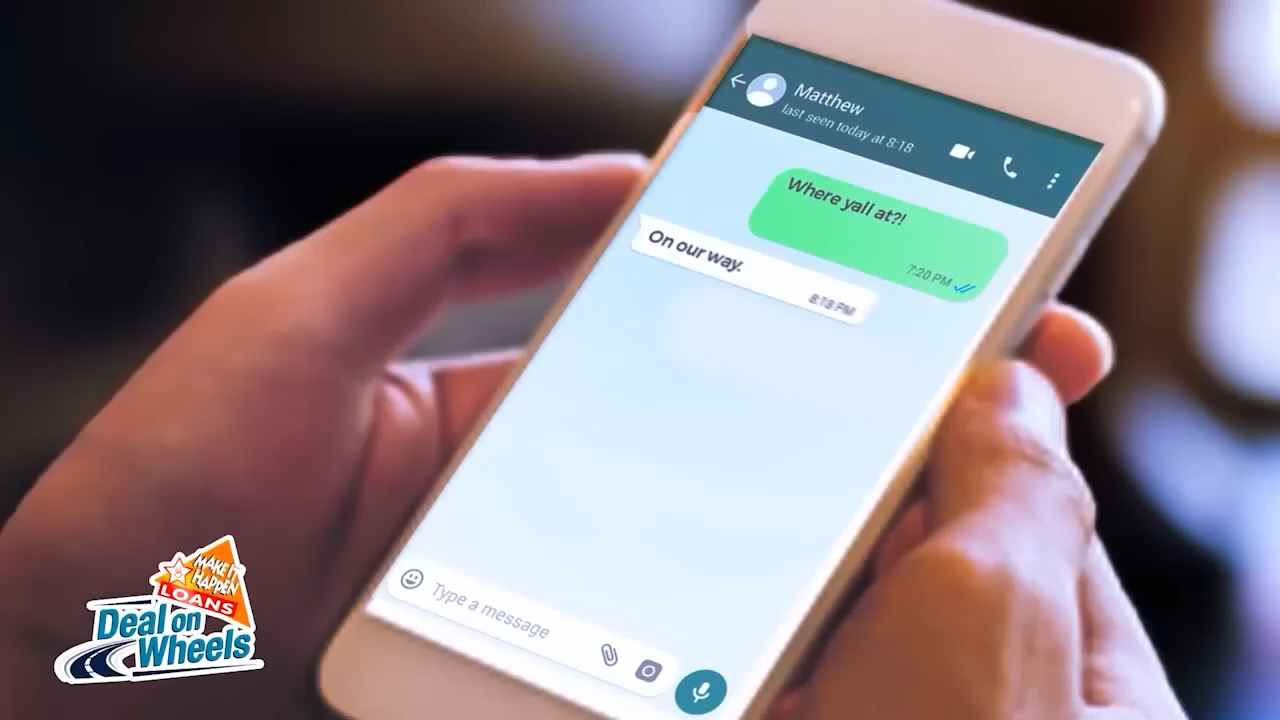 Matthew
last seen today at 8:18
Where yall at?!
7:20 PM
On our way.
8:18 PM
Type a message
MAKE IT
HAPPEN
LOANS
Deal on
Wheels